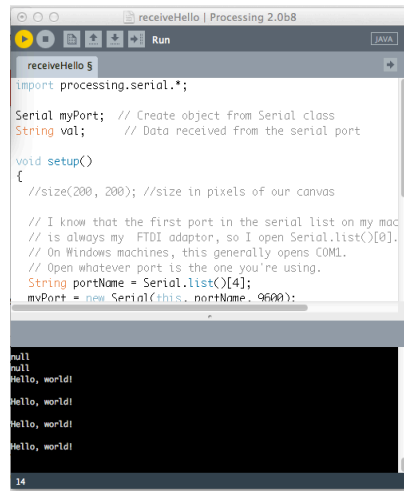 receiveHello | Processing 2.0b8
Run
JAVA
receiveHello §
import processing.serial.*;
Serial myPort;  // Create object from Serial class
String val;      // Data received from the serial port
void setup()
{
  //size(200, 200); //size in pixels of our canvas
  // I know that the first port in the serial list on my mac
  // is always my  FTDI adaptor, so I open Serial.list()[0].
  // On Windows machines, this generally opens COM1.
  // Open whatever port is the one you're using.
  String portName = Serial.list()[4];
  myPort = new Serial(this, portName, 9600);
null
null
Hello, world!
Hello, world!
Hello, world!
Hello, world!
14